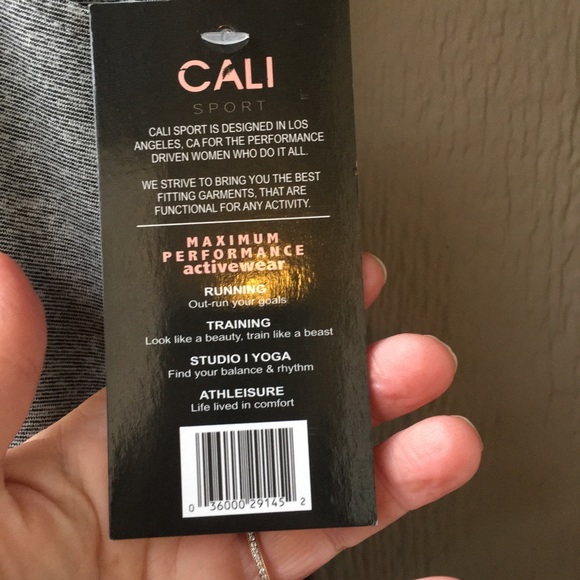 CALI
SPORT
CALI SPORT IS DESIGNED IN LOS
ANGELES, CA FOR THE PERFORMANCE
DRIVEN WOMEN WHO DO IT ALL.
WE STRIVE TO BRING YOU THE BEST
FITTING GARMENTS, THAT ARE
FUNCTIONAL FOR ANY ACTIVITY.
MAXIMUM
PERFORMANCE
activewear
RUNNING
Out-run your goals
TRAINING
Look like a beauty, train like a beast
STUDIO I YOGA
Find your balance & rhythm
ATHLEISURE
Life lived in comfort
0 36000 29145 2